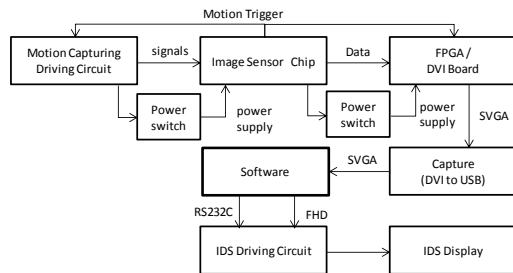 Motion Trigger
Motion Capturing
Driving Circuit
signals
Image Sensor Chip
Data
FPGA /
DVI Board
Power
switch
power
supply
Power
switch
power
supply
SVGA
Software
SVGA
Capture
(DVI to USB)
RS232C
FHD
IDS Driving Circuit
IDS Display